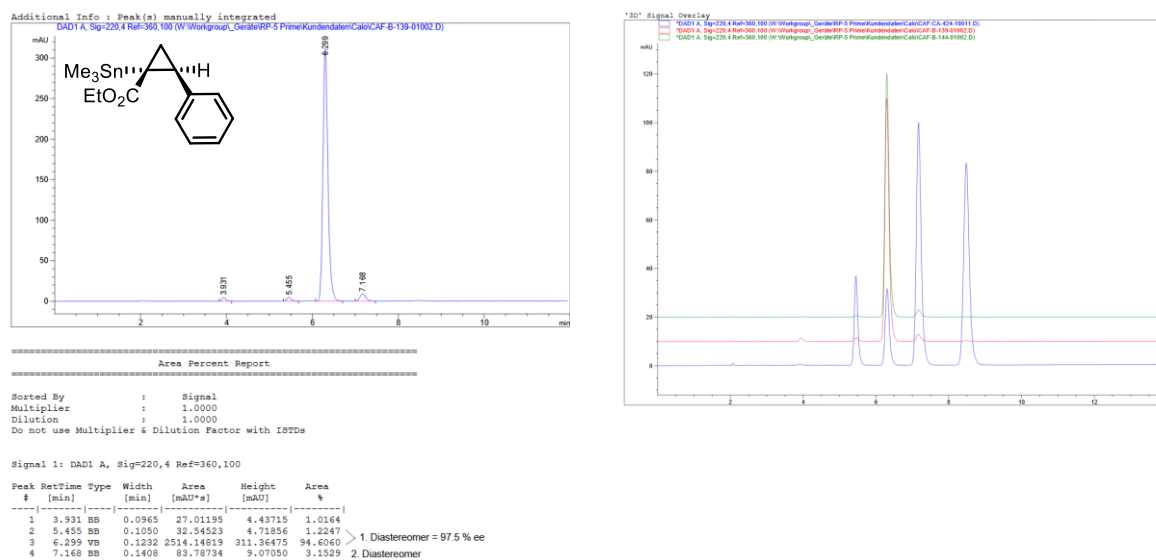 Additional Info : Peak(s) manually integrated
DAD1 A, Sig=220,4 Ref=360,100 (W:\Workgroup\_Geräte\RP-5 Prime\Kundendaten\Calo\CAF-B-139-01002.D)
mAU
300
250
200
150
100
50
0
3.931
5.455
6.299
7.168
2
4
6
8
10
min
Me3Sn
EtO2C
H
=====================================================================
Area Percent Report
=====================================================================
Sorted By : Signal
Multiplier : 1.0000
Dilution : 1.0000
Do not use Multiplier & Dilution Factor with ISTDs
Signal 1: DAD1 A, Sig=220,4 Ref=360,100
Peak RetTime Type Width Area Height Area
# [min] [min] [mAU*s] [mAU] %
----|-------|----|-------|----------|----------|--------|
1 3.931 BB 0.0965 27.01195 4.43715 1.0164
2 5.455 BB 0.1050 32.54523 4.71856 1.2247
3 6.299 VB 0.1232 2514.14819 311.36475 94.6060
1. Diastereomer = 97.5 % ee
4 7.168 BB 0.1408 83.78734 9.07050 3.1529 2. Diastereomer
'3D' Signal Overlay
*DAD1 A, Sig=220,4 Ref=360,100 (W:\Workgroup\_Geräte\RP-5 Prime\Kundendaten\Calo\CAF-CA-424-10011.D)
*DAD1 A, Sig=220,4 Ref=360,100 (W:\Workgroup\_Geräte\RP-5 Prime\Kundendaten\Calo\CAF-B-139-01002.D)
*DAD1 A, Sig=220,4 Ref=360,100 (W:\Workgroup\_Geräte\RP-5 Prime\Kundendaten\Calo\CAF-B-144-01002.D)
mAU
120
100
80
60
40
20
0
2
4
6
8
10
12